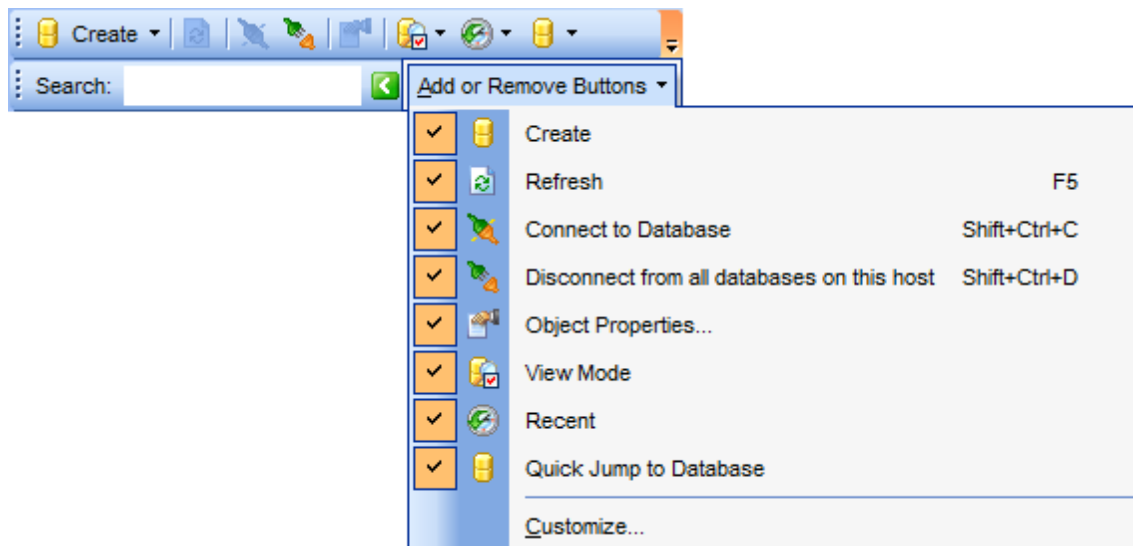 Create
Search:
Add or Remove Buttons
Create
Refresh F5
Connect to Database Shift+Ctrl+C
Disconnect from all databases on this host Shift+Ctrl+D
Object Properties...
View Mode
Recent
Quick Jump to Database
Customize...